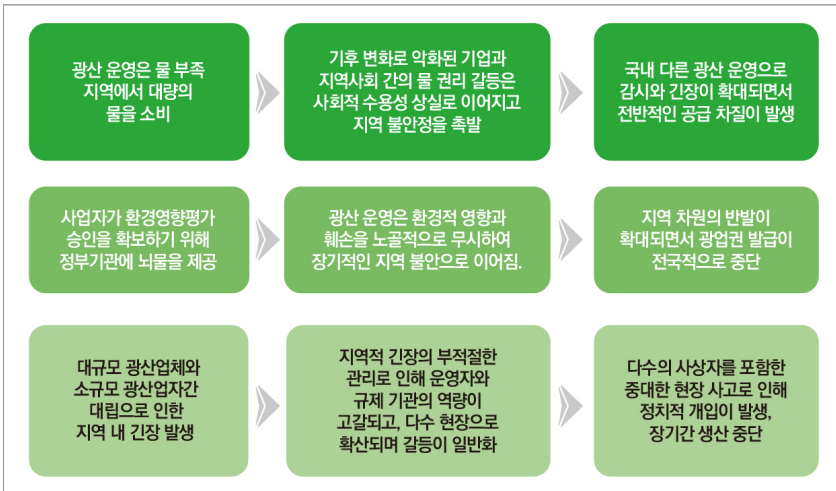 광산 운영은 물 부족
지역에서 대량의
물을 소비
기후 변화로 악화된 기업과
지역사회 간의 물 권리 갈등은
사회적 수용성 상실로 이어지고
지역 불안정을 촉발
국내 다른 광산 운영으로
감시와 긴장이 확대되면서
전반적인 공급 차질이 발생
사업자가 환경영향평가
승인을 확보하기 위해
정부기관에 뇌물을 제공
광산 운영은 환경적 영향과
훼손을 노골적으로 무시하여
장기적인 지역 불안으로 이어짐.
지역 차원의 반발이
확대되면서 광업권 발급이
전국적으로 중단
대규모 광산업체와
소규모 광산업자간
대립으로 인한
지역 내 긴장 발생
지역적 긴장의 부적절한
관리로 인해 운영자와
규제 기관의 역량이
고갈되고, 다수 현장으로
확산되며 갈등이 일반화
다수의 사상자를 포함한
중대한 현장 사고로 인해
정치적 개입이 발생,
장기간 생산 중단